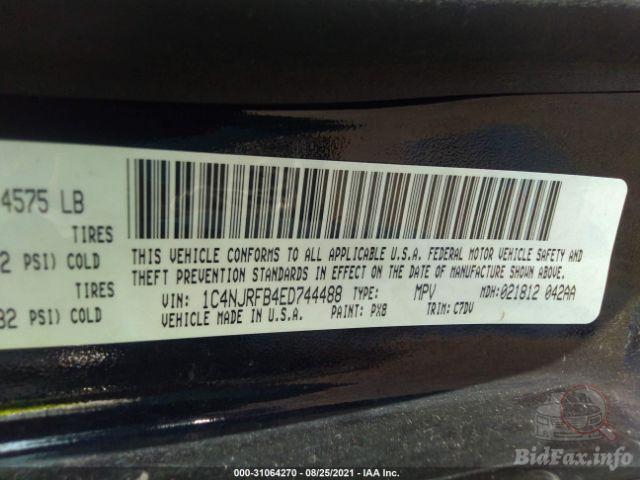 4575 LB
TIRES
2 PSI) COLD
TIRES
32 PSI) COLD
THIS VEHICLE CONFORMS TO ALL APPLICABLE U.S.A. FEDERAL MOTOR VEHICLE SAFETY AND
THEFT PREVENTION STANDARDS IN EFFECT ON THE DATE OF MANUFACTURE SHOWN ABOVE.
VIN: 1C4NJRFB4ED744488 TYPE: MPV MDH:021812 042AA
VEHICLE MADE IN U.S.A. PAINT: PX8 TRIM: C7DV
BidFax.info
000-31064270 - 08/25/2021 - IAA Inc.